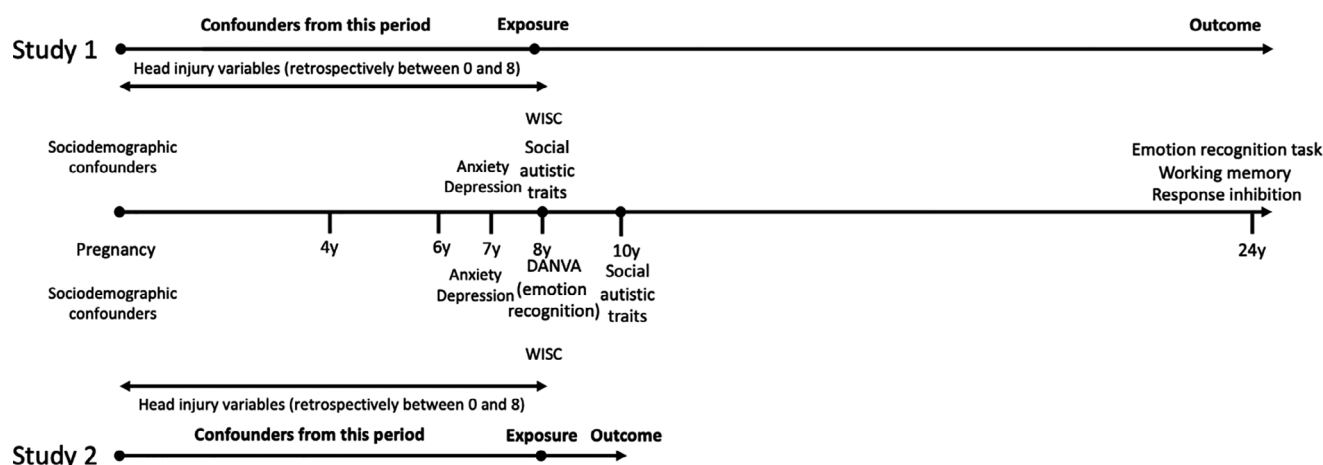 Confounders from this period Exposure Outcome
Study 1
Head injury variables (retrospectively between 0 and 8)
WISC
Sociodemographic
confounders
Anxiety
Depression
Social
autistic
traits
Emotion recognition task
Working memory
Response inhibition
Pregnancy 4y 6y 7y 8y 10y 24y
Sociodemographic
confounders
Anxiety
Depression
DANVA
(emotion
recognition)
Social
autistic
traits
WISC
Head injury variables (retrospectively between 0 and 8)
Confounders from this period Exposure Outcome
Study 2